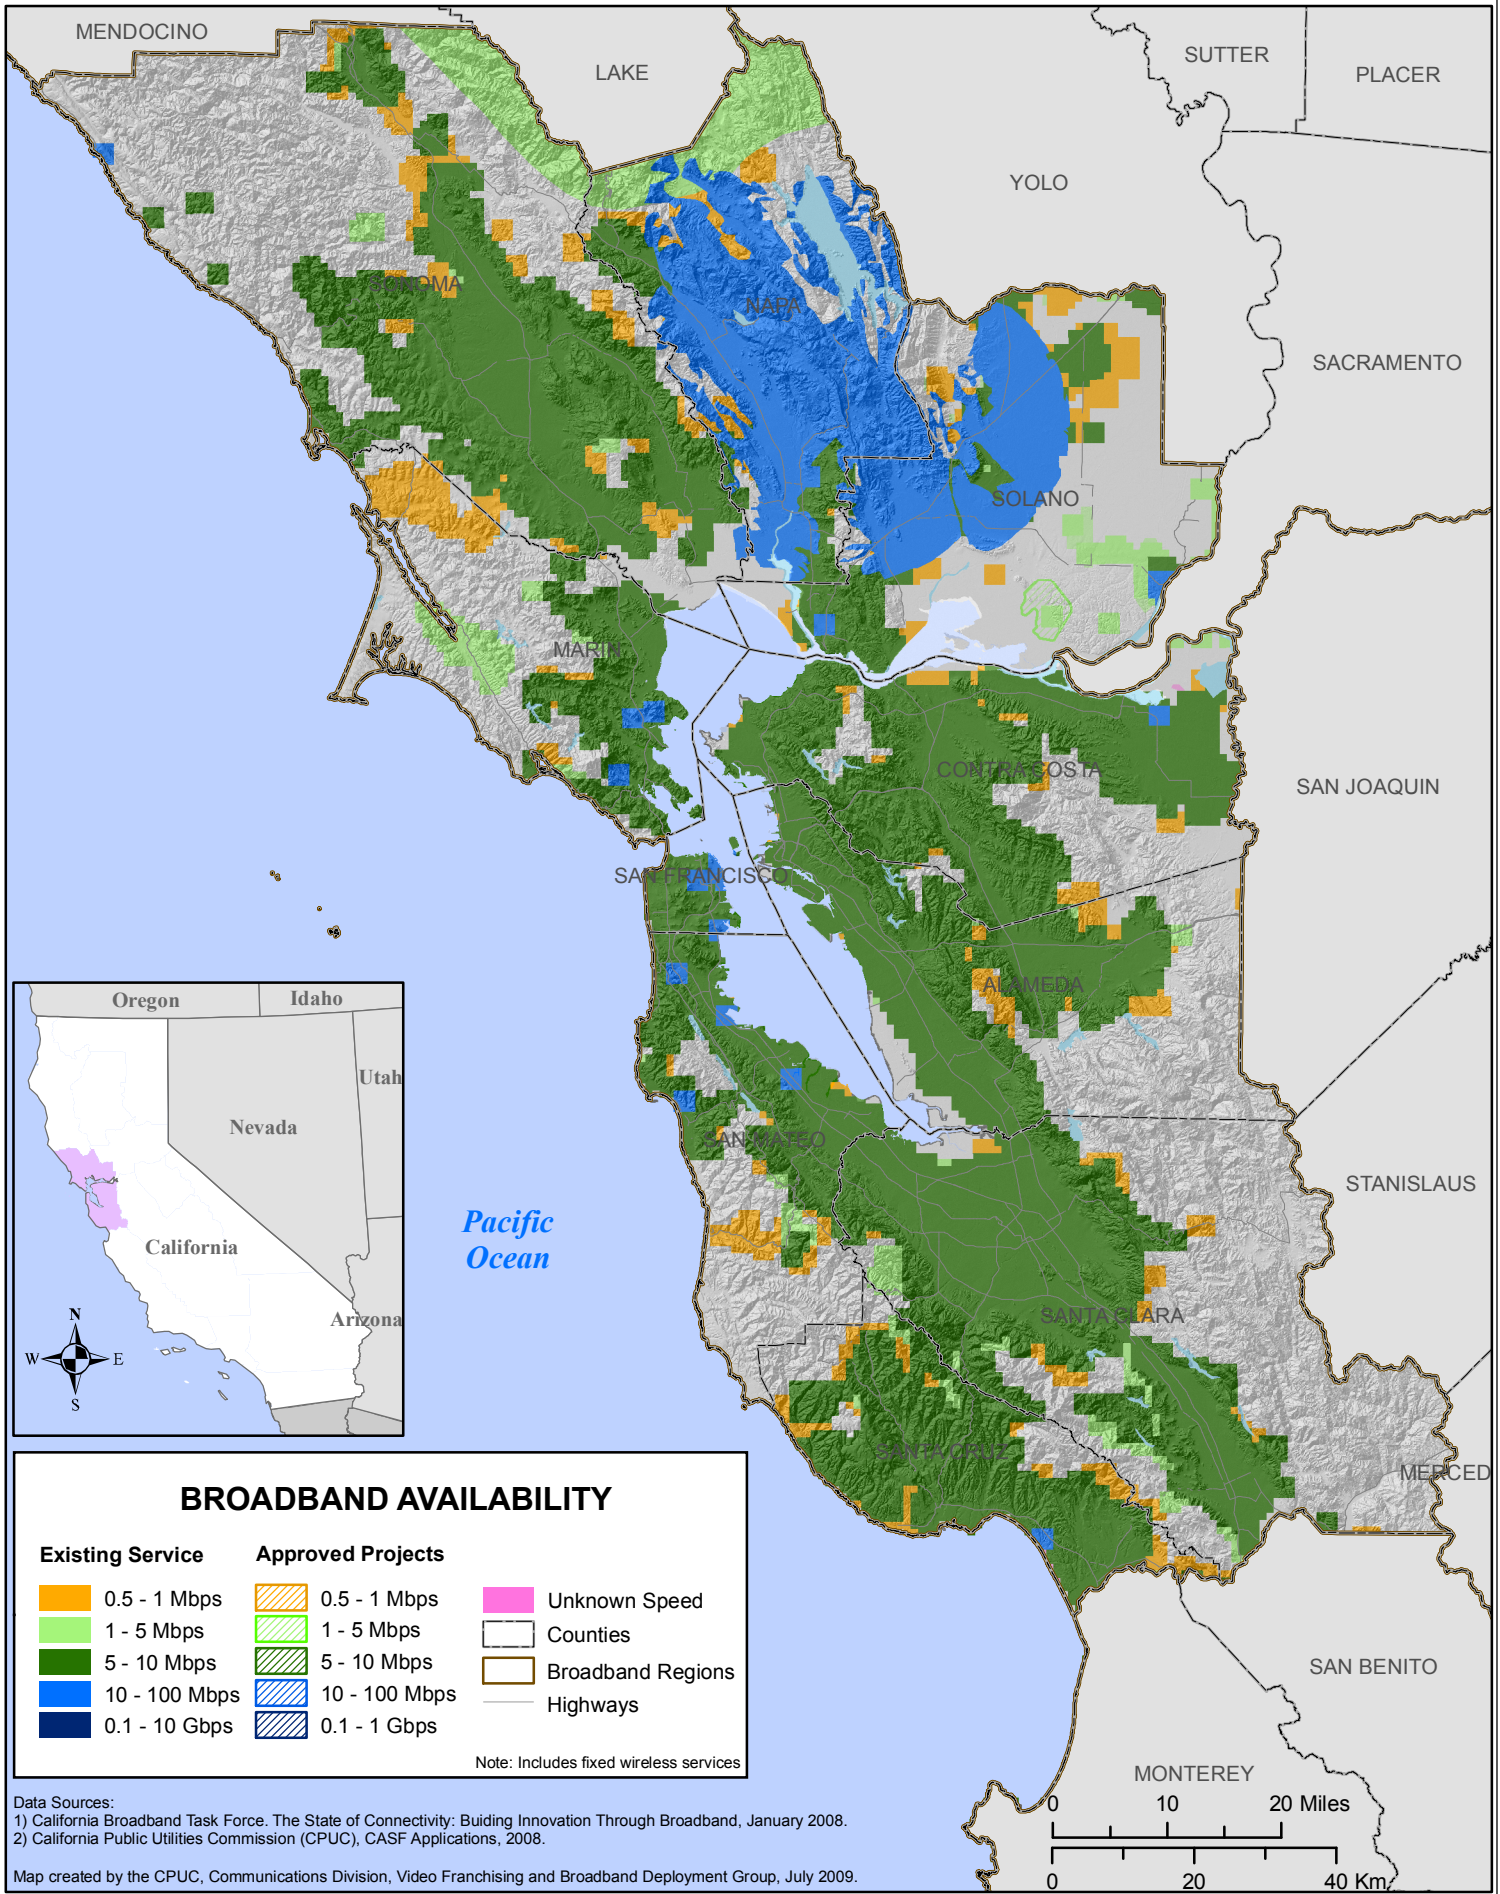 MENDOCINO
LAKE
SUTTER
PLACER
YOLO
SONOMA
NAPA
SACRAMENTO
SOLANO
MARIN
CONTRA COSTA
SAN JOAQUIN
SAN FRANCISCO
ALAMEDA
SAN MATEO
STANISLAUS
SANTA CLARA
SANTA CRUZ
MERCED
SAN BENITO
MONTEREY
Pacific
Ocean
Oregon
Idaho
Utah
Nevada
California
Arizona
N
W
E
S
BROADBAND AVAILABILITY
Existing Service
0.5 - 1 Mbps
1 - 5 Mbps
5 - 10 Mbps
10 - 100 Mbps
0.1 - 10 Gbps
Approved Projects
0.5 - 1 Mbps
1 - 5 Mbps
5 - 10 Mbps
10 - 100 Mbps
0.1 - 1 Gbps
Unknown Speed
Counties
Broadband Regions
Highways
Note: Includes fixed wireless services
Data Sources:
1) California Broadband Task Force. The State of Connectivity: Buiding Innovation Through Broadband, January 2008.
2) California Public Utilities Commission (CPUC), CASF Applications, 2008.
Map created by the CPUC, Communications Division, Video Franchising and Broadband Deployment Group, July 2009.
0 10 20 Miles
0 20 40 Km